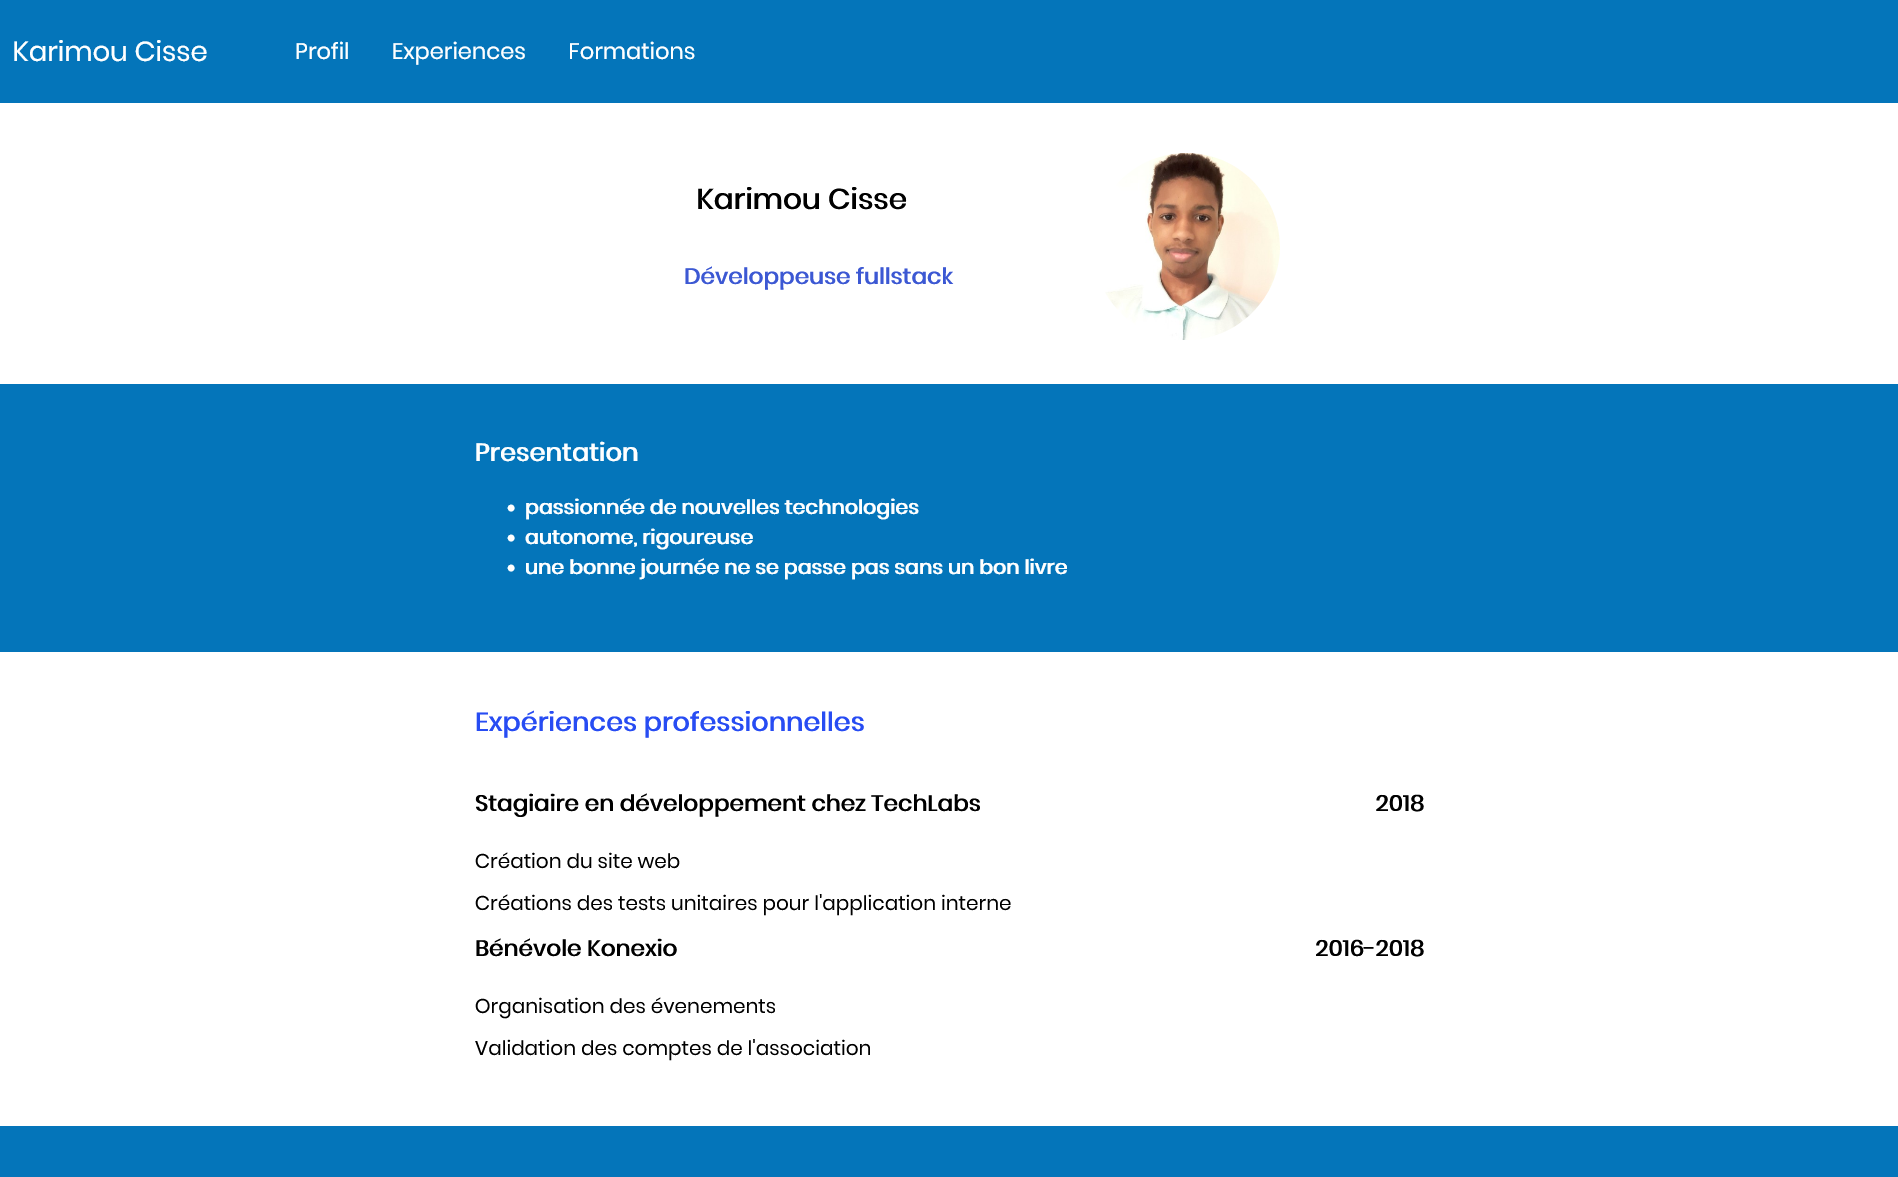 Karimou Cisse Profil Experiences Formations
Karimou Cisse
Développeuse fullstack
Presentation
• passionnée de nouvelles technologies
• autonome, rigoureuse
• une bonne journée ne se passe pas sans un bon livre
Expériences professionnelles
Stagiaire en développement chez TechLabs 2018
Création du site web
Créations des tests unitaires pour l'application interne
Bénévole Konexio 2016-2018
Organisation des évenements
Validation des comptes de l'association